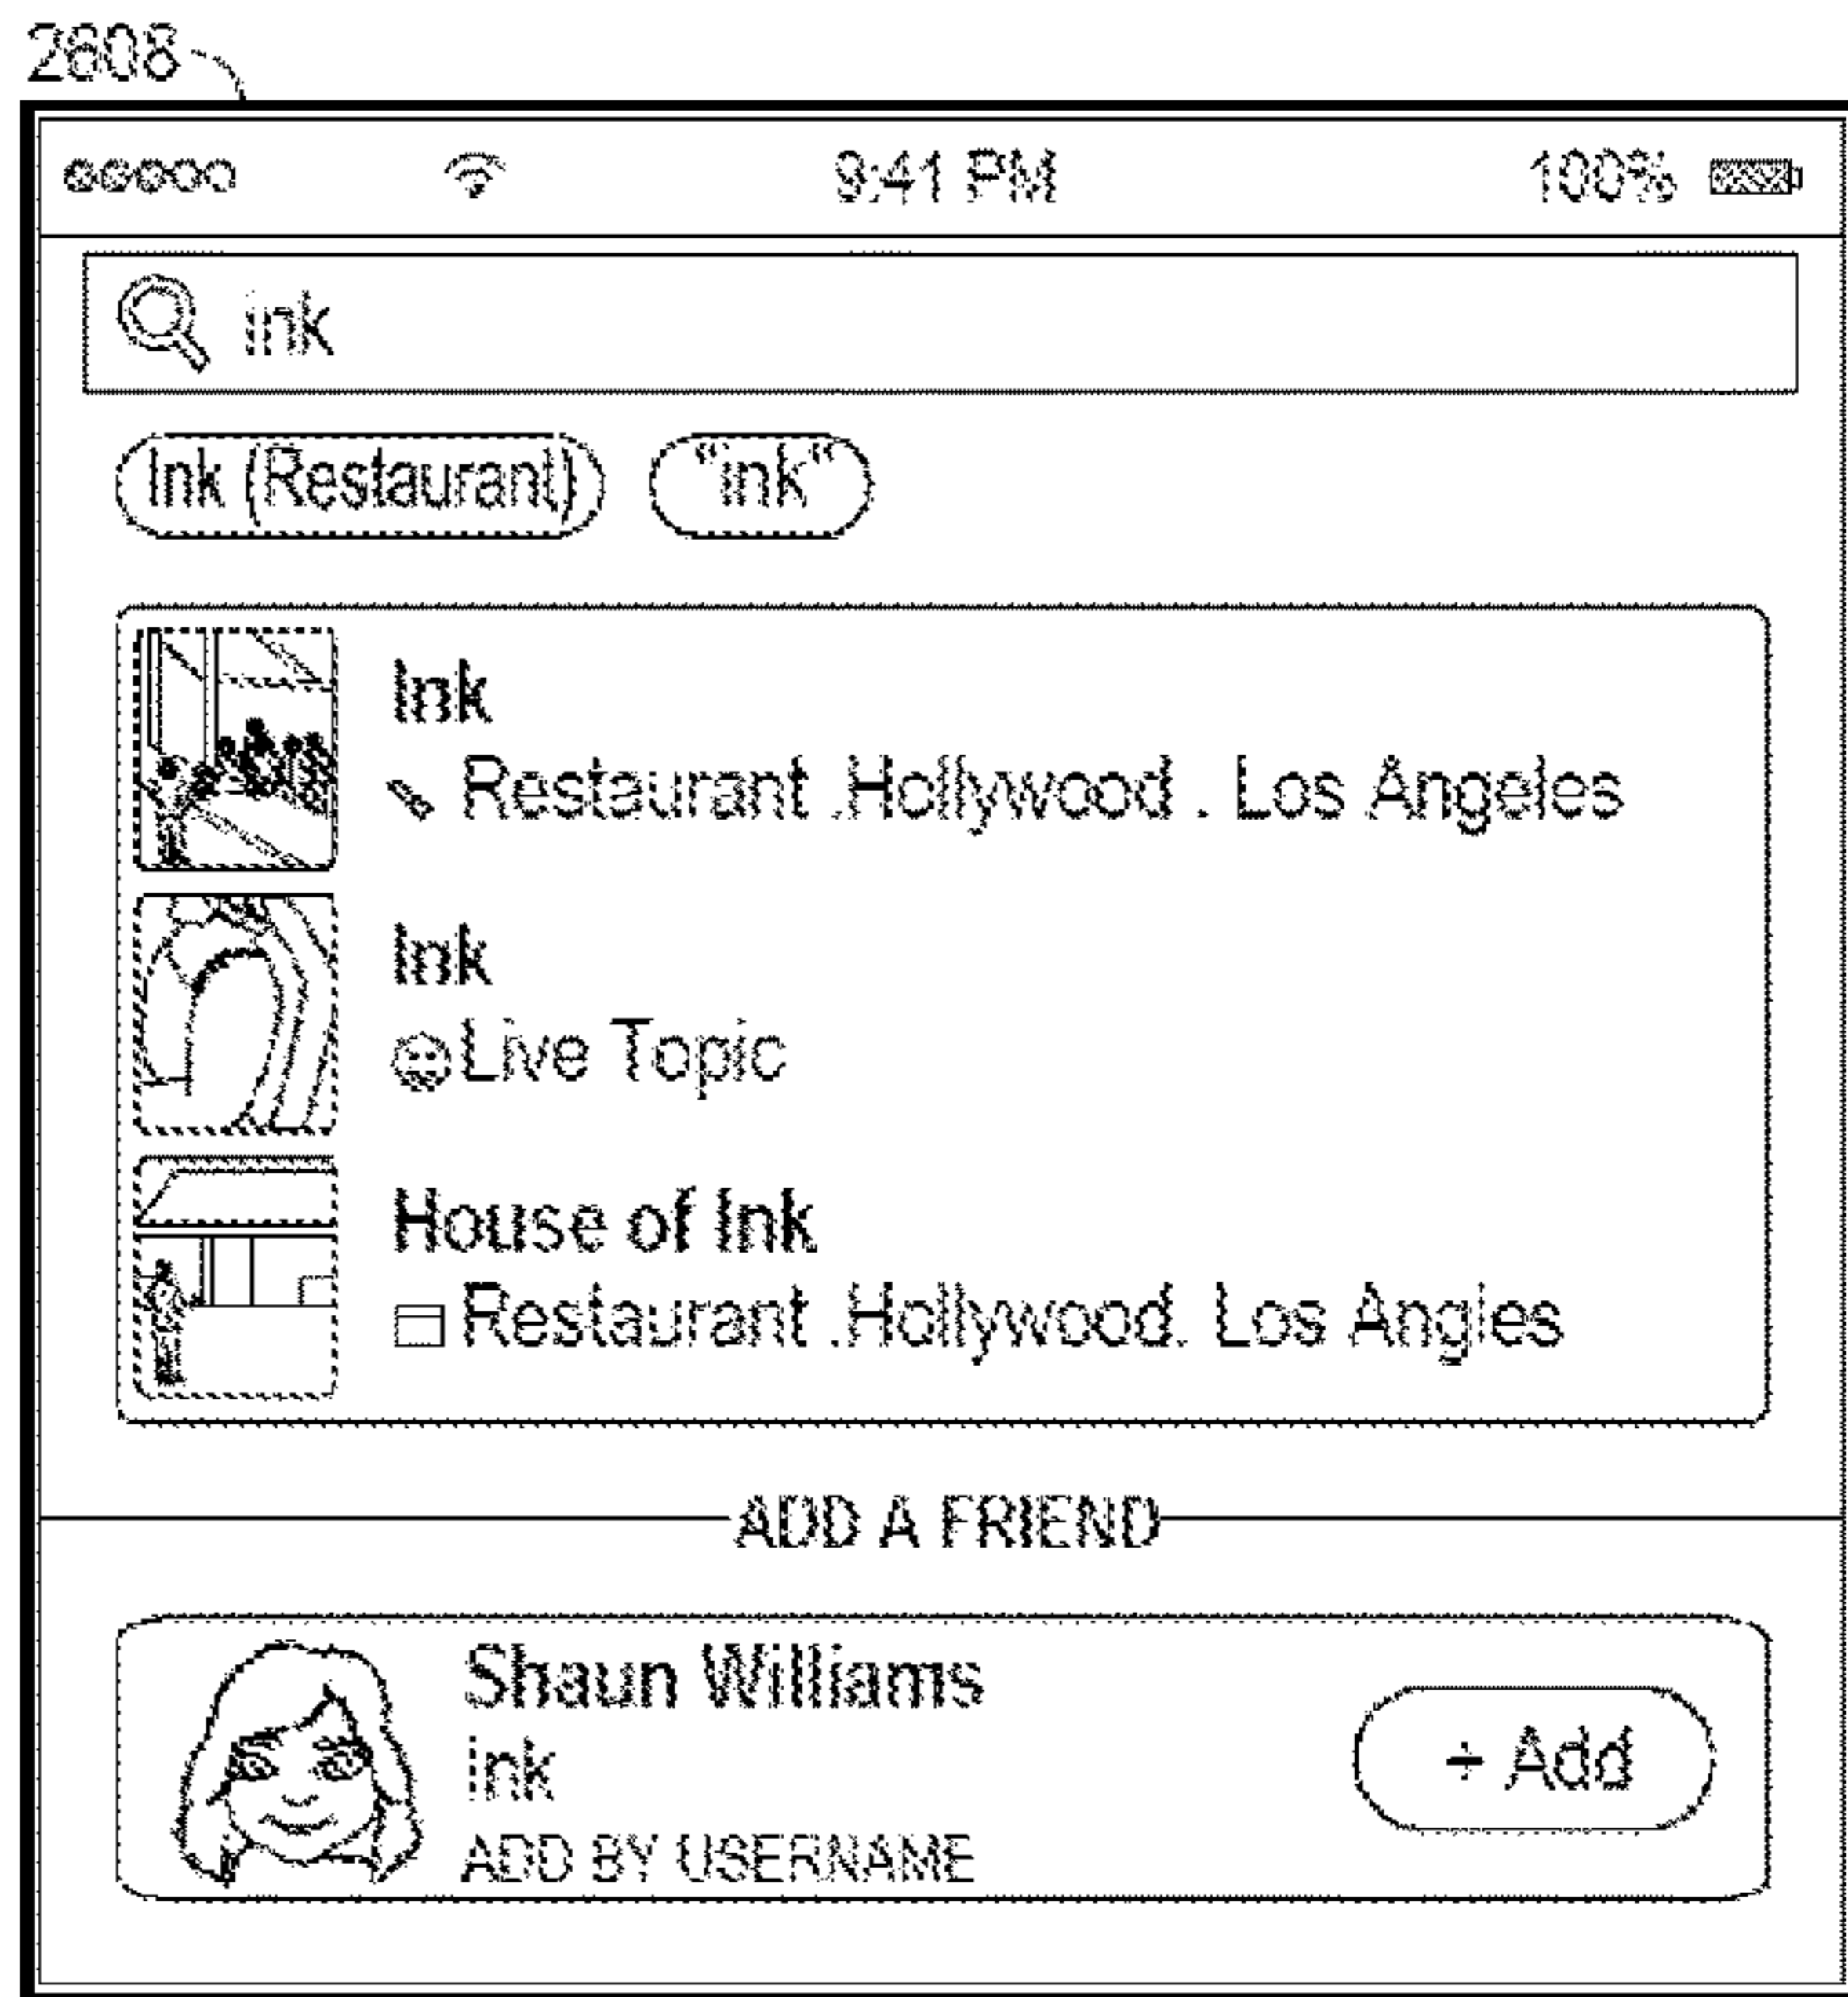 2608
9:41 PM 100%
ink
Ink (Restaurant) "ink"
Ink
Restaurant .Hollywood . Los Angeles
Ink
Live Topic
House of Ink
Restaurant .Hollywood. Los Angles
ADD A FRIEND
Shaun Williams
ink
ADD BY USERNAME
+ Add